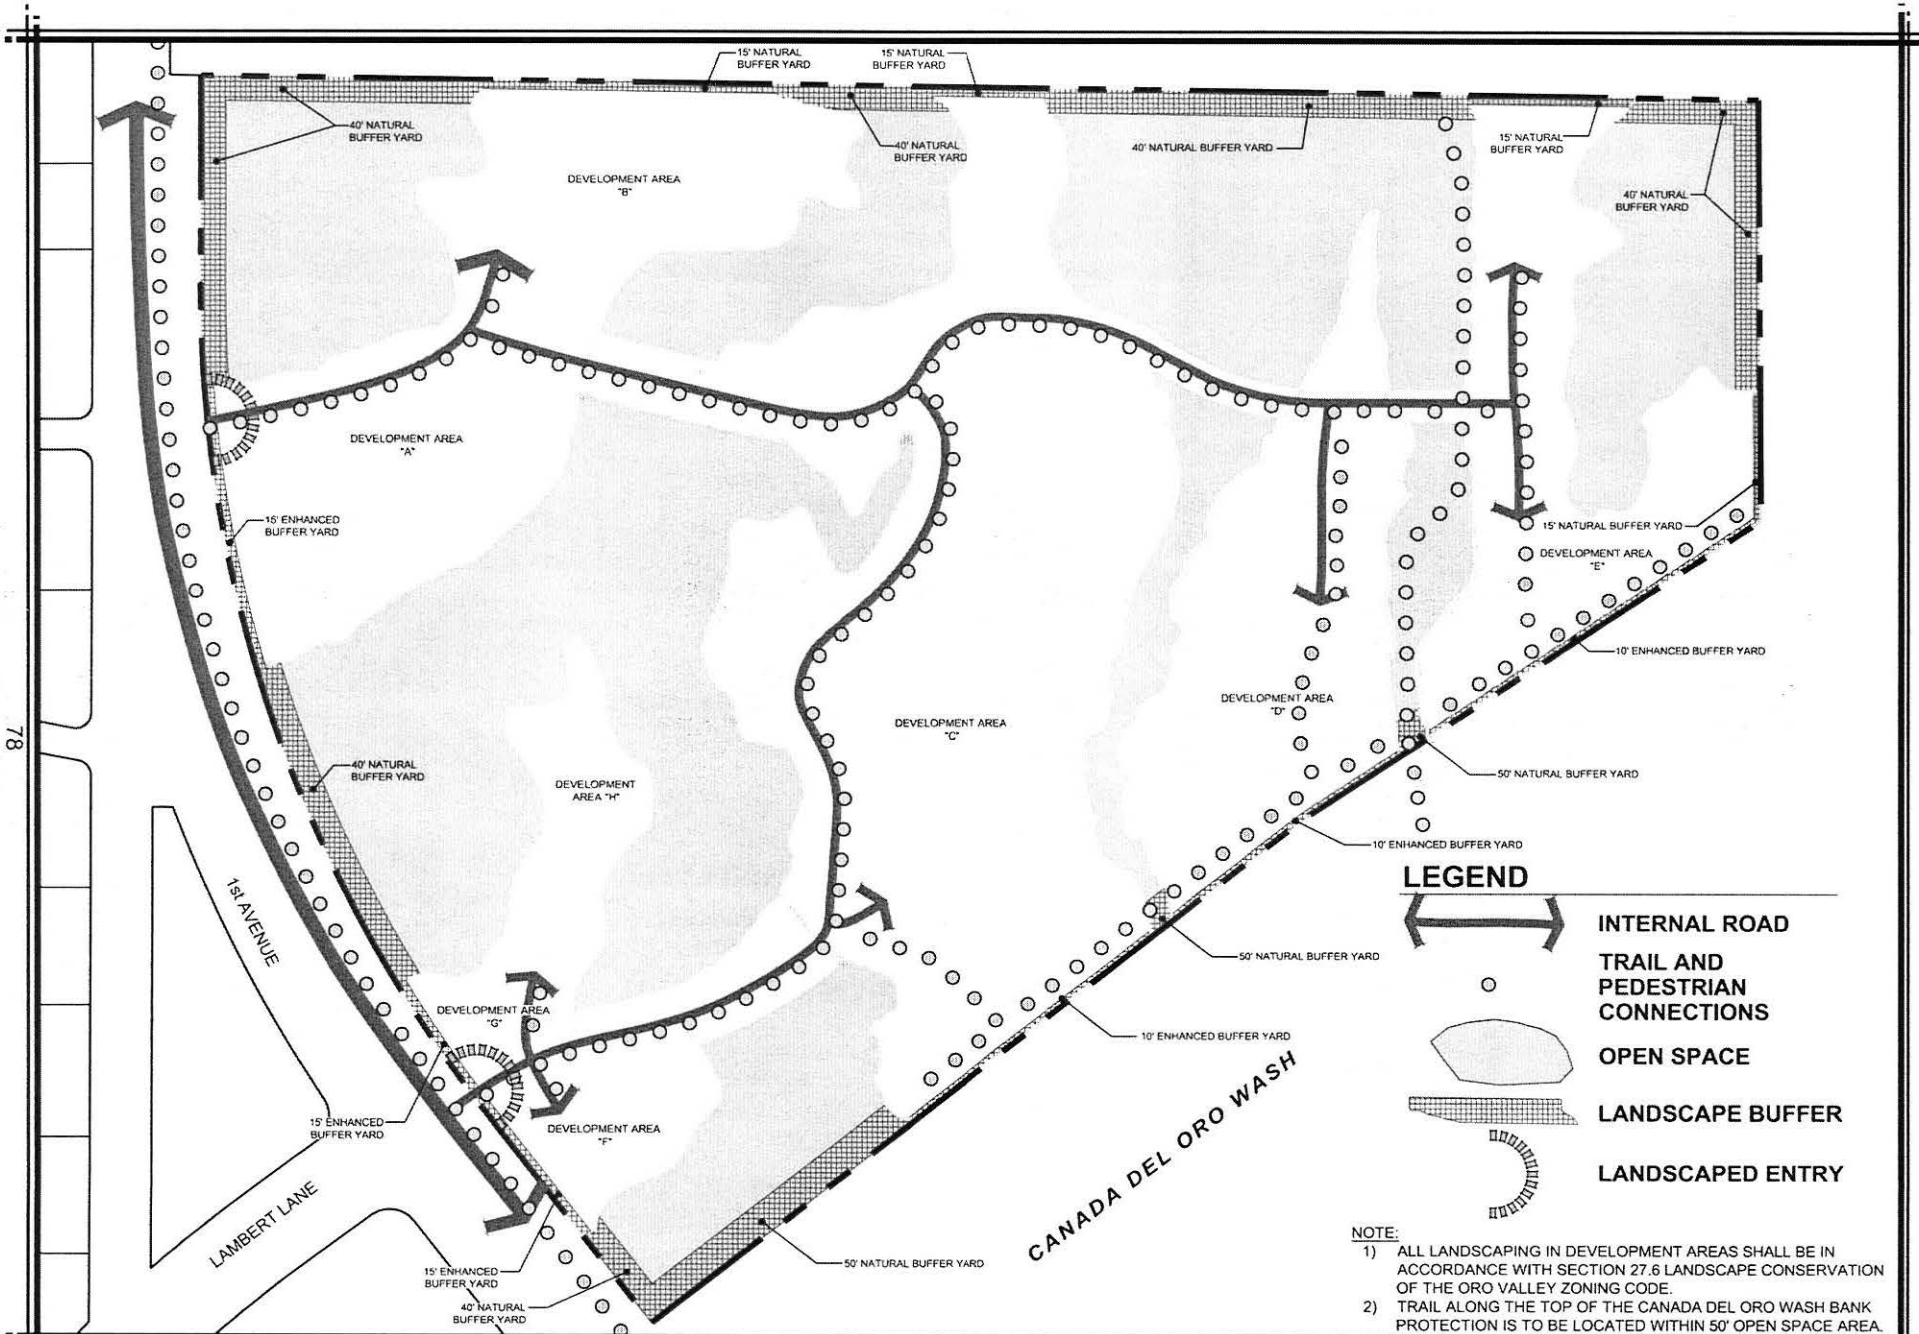 15' NATURAL
BUFFER YARD
15' NATURAL
BUFFER YARD
40' NATURAL
BUFFER YARD
40' NATURAL
BUFFER YARD
40' NATURAL BUFFER YARD
15' NATURAL
BUFFER YARD
40' NATURAL
BUFFER YARD
DEVELOPMENT AREA
"B"
DEVELOPMENT AREA
"A"
15' ENHANCED
BUFFER YARD
15' NATURAL BUFFER YARD
DEVELOPMENT AREA
"E"
10' ENHANCED BUFFER YARD
DEVELOPMENT AREA
"D"
DEVELOPMENT AREA
"C"
78
40' NATURAL
BUFFER YARD
DEVELOPMENT
AREA "H"
50' NATURAL BUFFER YARD
10' ENHANCED BUFFER YARD
1st AVENUE
50' NATURAL BUFFER YARD
DEVELOPMENT AREA
"G"
10' ENHANCED BUFFER YARD
15' ENHANCED
BUFFER YARD
DEVELOPMENT AREA
"F"
CANADA DEL ORO WASH
LAMBERT LANE
50' NATURAL BUFFER YARD
15' ENHANCED
BUFFER YARD
40' NATURAL
BUFFER YARD
LEGEND
INTERNAL ROAD
TRAIL AND
PEDESTRIAN
CONNECTIONS
OPEN SPACE
LANDSCAPE BUFFER
LANDSCAPED ENTRY
NOTE:
1) ALL LANDSCAPING IN DEVELOPMENT AREAS SHALL BE IN
ACCORDANCE WITH SECTION 27.6 LANDSCAPE CONSERVATION
OF THE ORO VALLEY ZONING CODE.
2) TRAIL ALONG THE TOP OF THE CANADA DEL ORO WASH BANK
PROTECTION IS TO BE LOCATED WITHIN 50' OPEN SPACE AREA.